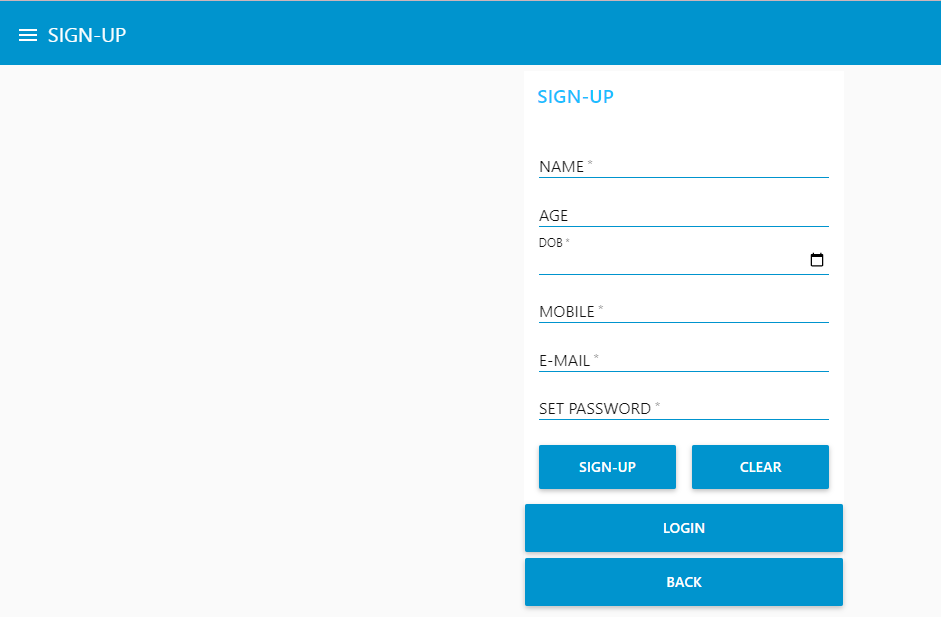 SIGN-UP
SIGN-UP
NAME *
AGE
DOB *
MOBILE *
E-MAIL *
SET PASSWORD *
SIGN-UP CLEAR
LOGIN
BACK